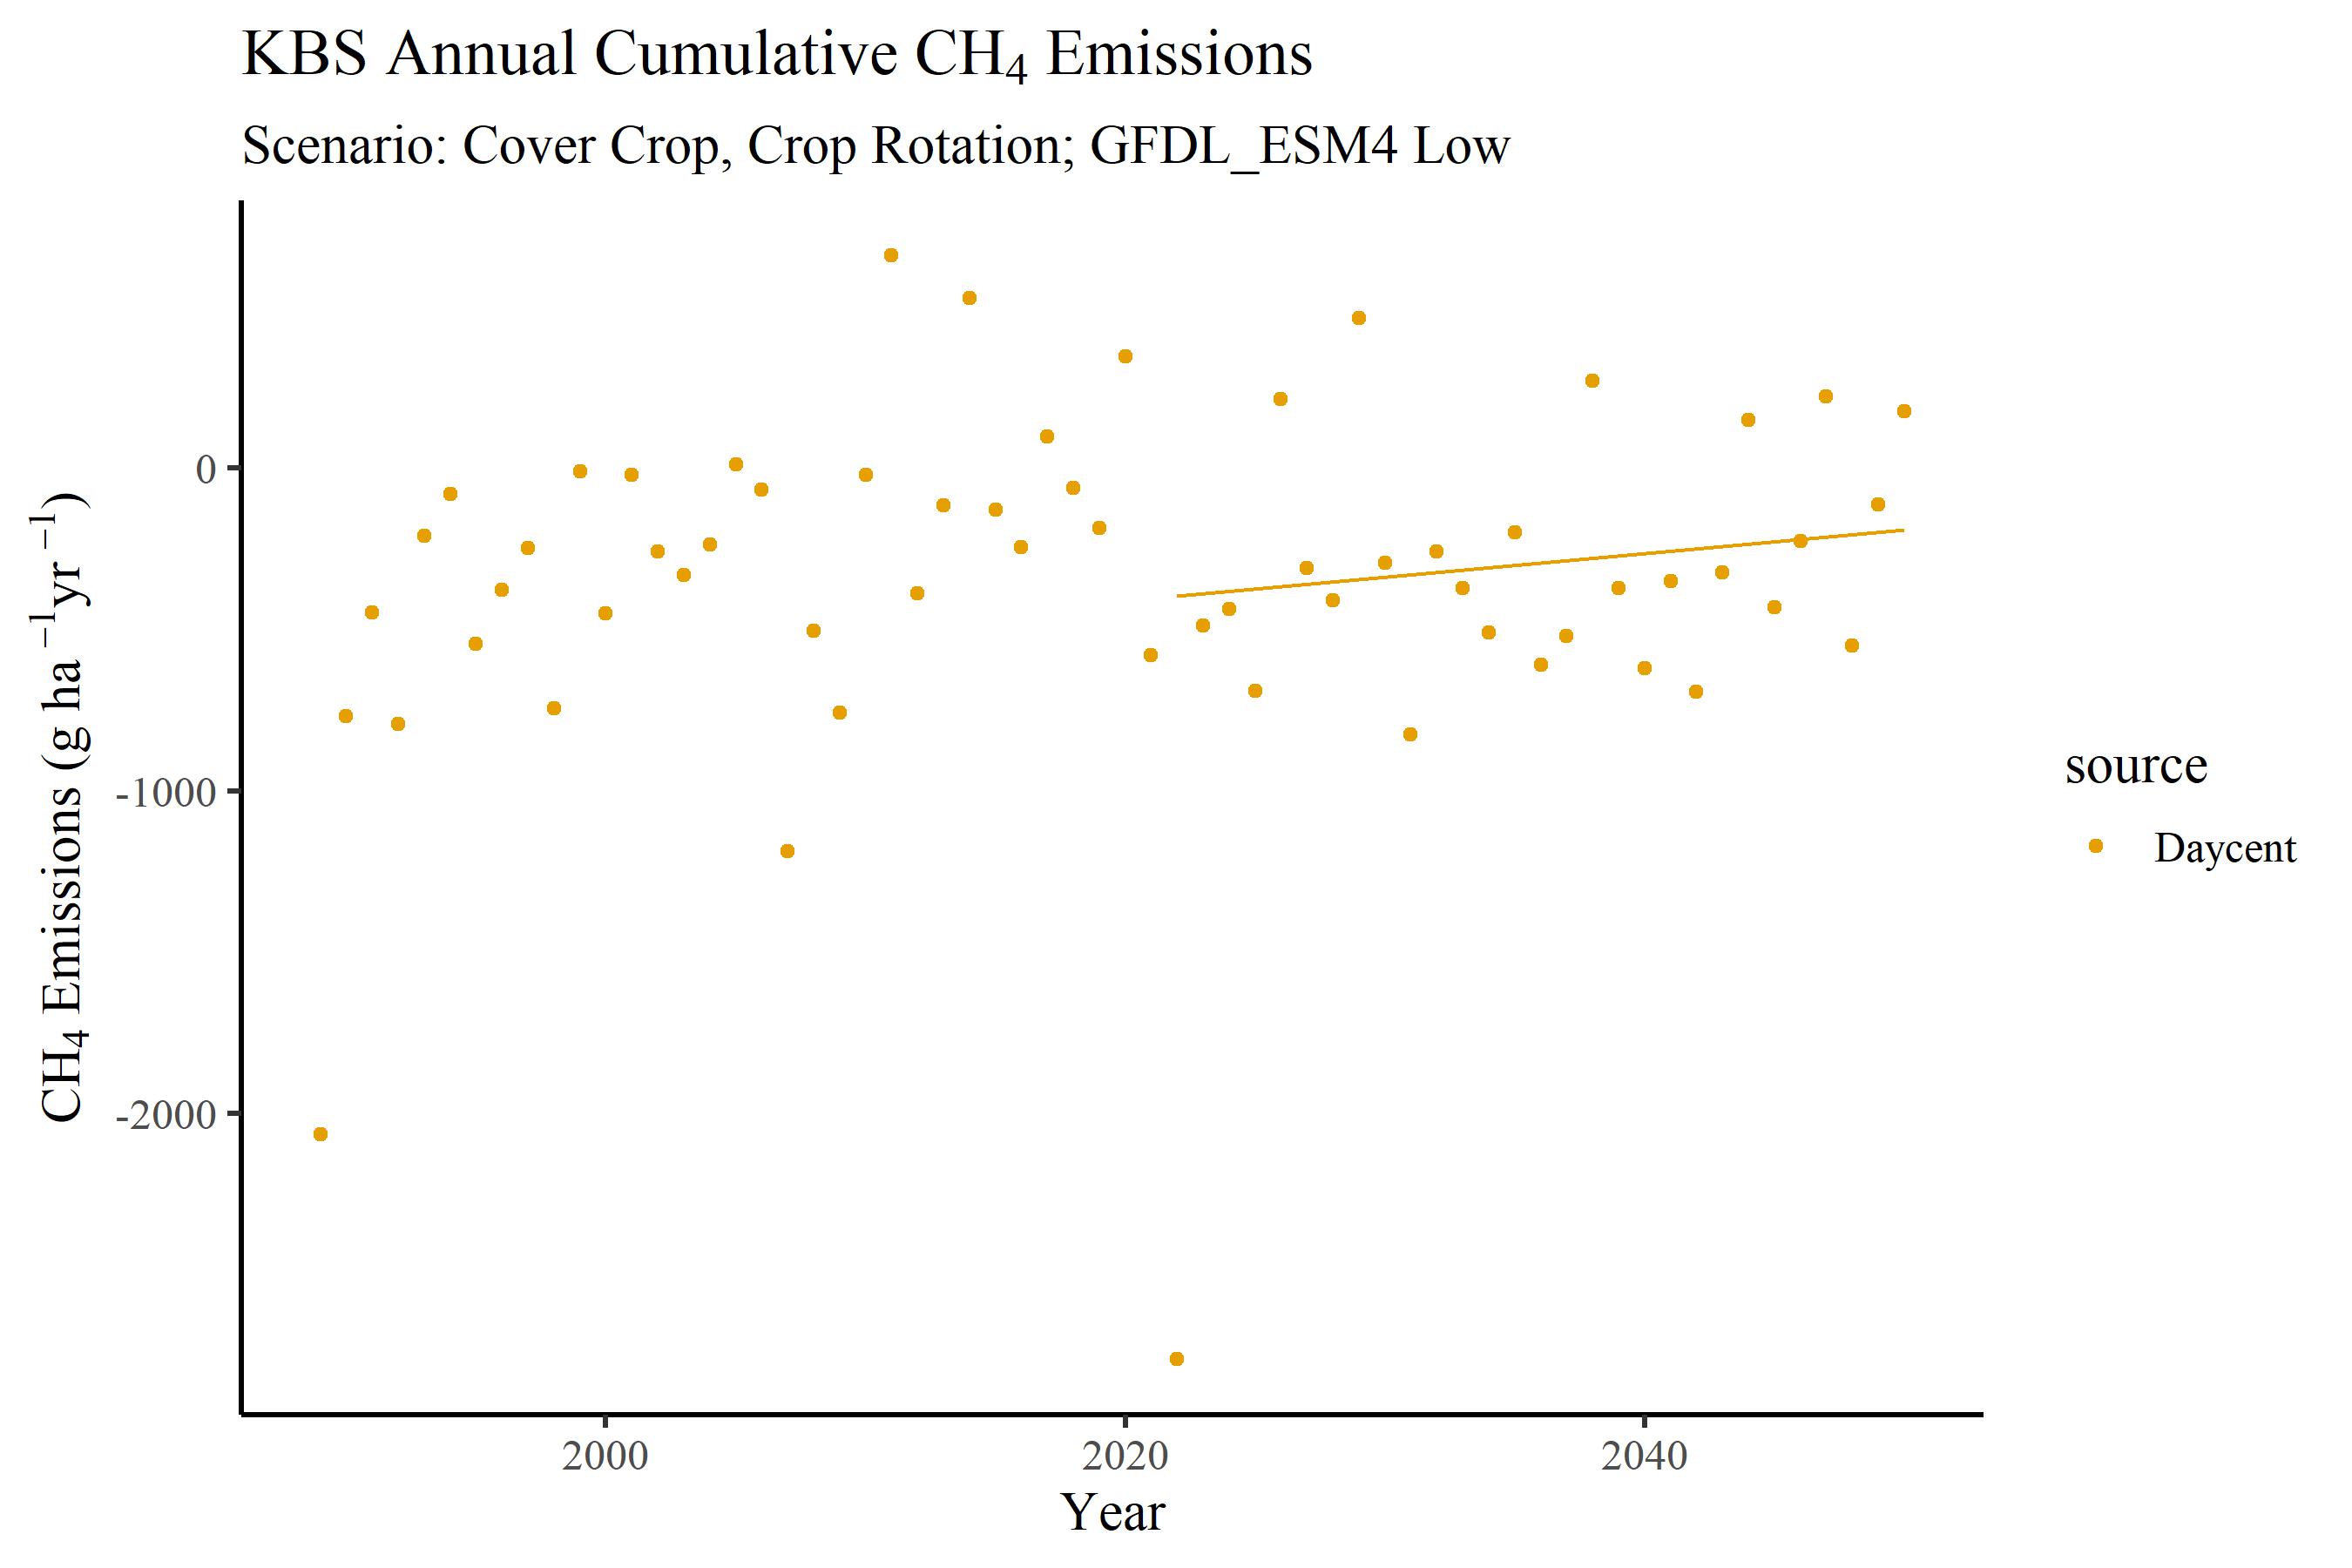 KBS Annual Cumulative CH₄ Emissions
Scenario: Cover Crop, Crop Rotation; GFDL_ESM4 Low
CH₄ Emissions (g ha⁻¹yr⁻¹)
0
-1000
-2000
2000 2020 2040
Year
source
Daycent